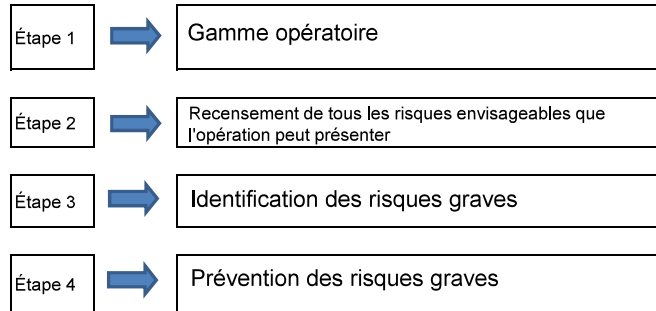 Étape 1
Gamme opératoire
Étape 2
Recensement de tous les risques envisageables que
l'opération peut présenter
Étape 3
Identification des risques graves
Étape 4
Prévention des risques graves